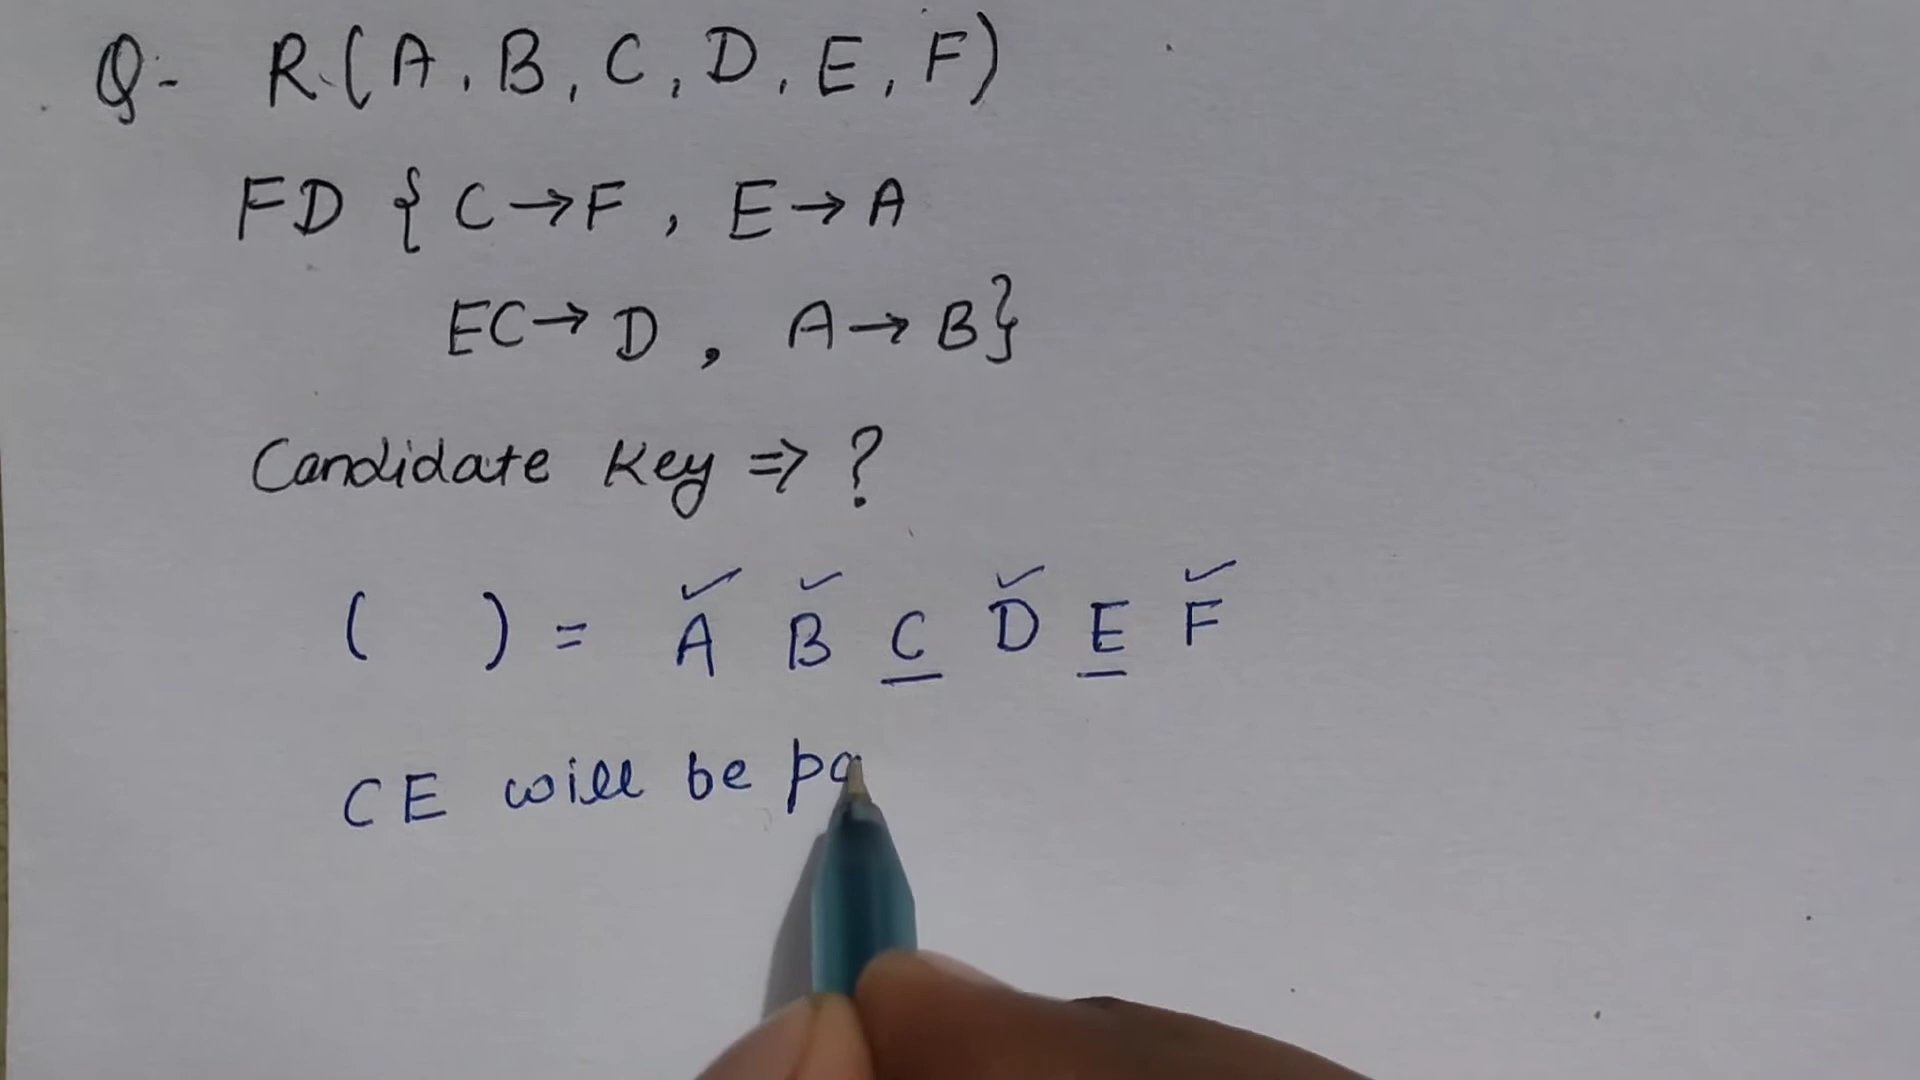 Q- R(A, B, C, D, E, F)
FD { C→F, E→A
EC→D, A→B}
Candidate Key ⇒ ?
( ) = A✓ B✓ C D✓ E F✓
CE will be